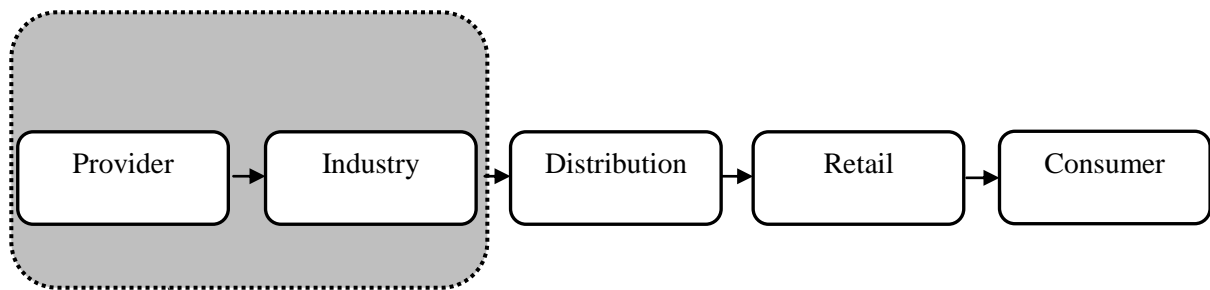 Provider
Industry
Distribution
Retail
Consumer